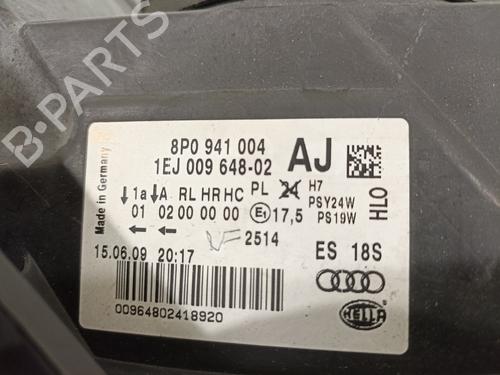 B-PARTS
8P0 941 004 AJ
1EJ 009 648-02
Made in Germany
1a A RL HR HC PL 24 H7
PSY24W
01 02 00 00 00 E1 17,5 PS19W
HLO
2514
15.06.09 20:17 ES 18S
00964802418920
HELLA